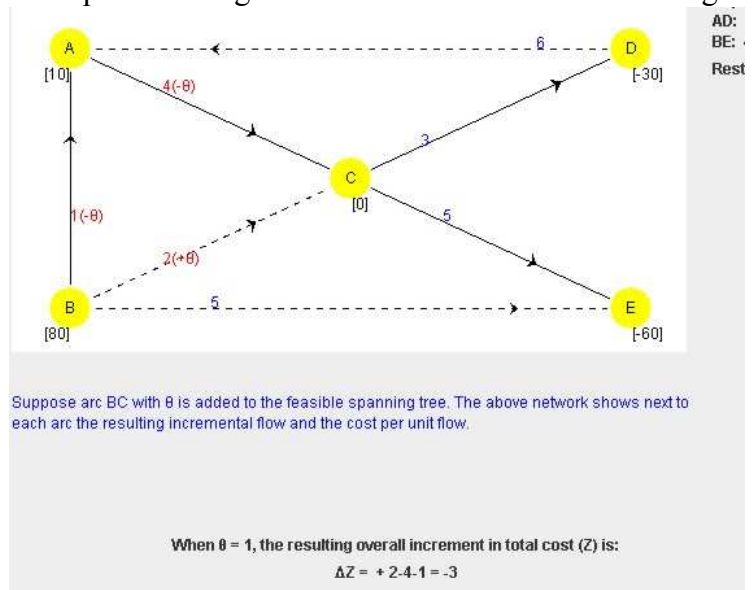 AD:
BE:
Rest
A
6
D
[10]
[-30]
4(-θ)
3
C
[0]
1(-θ)
5
2(+θ)
B
5
E
[80]
[-60]
Suppose arc BC with θ is added to the feasible spanning tree. The above network shows next to
each arc the resulting incremental flow and the cost per unit flow.
When θ = 1, the resulting overall increment in total cost (Z) is:
ΔZ = + 2-4-1 = -3